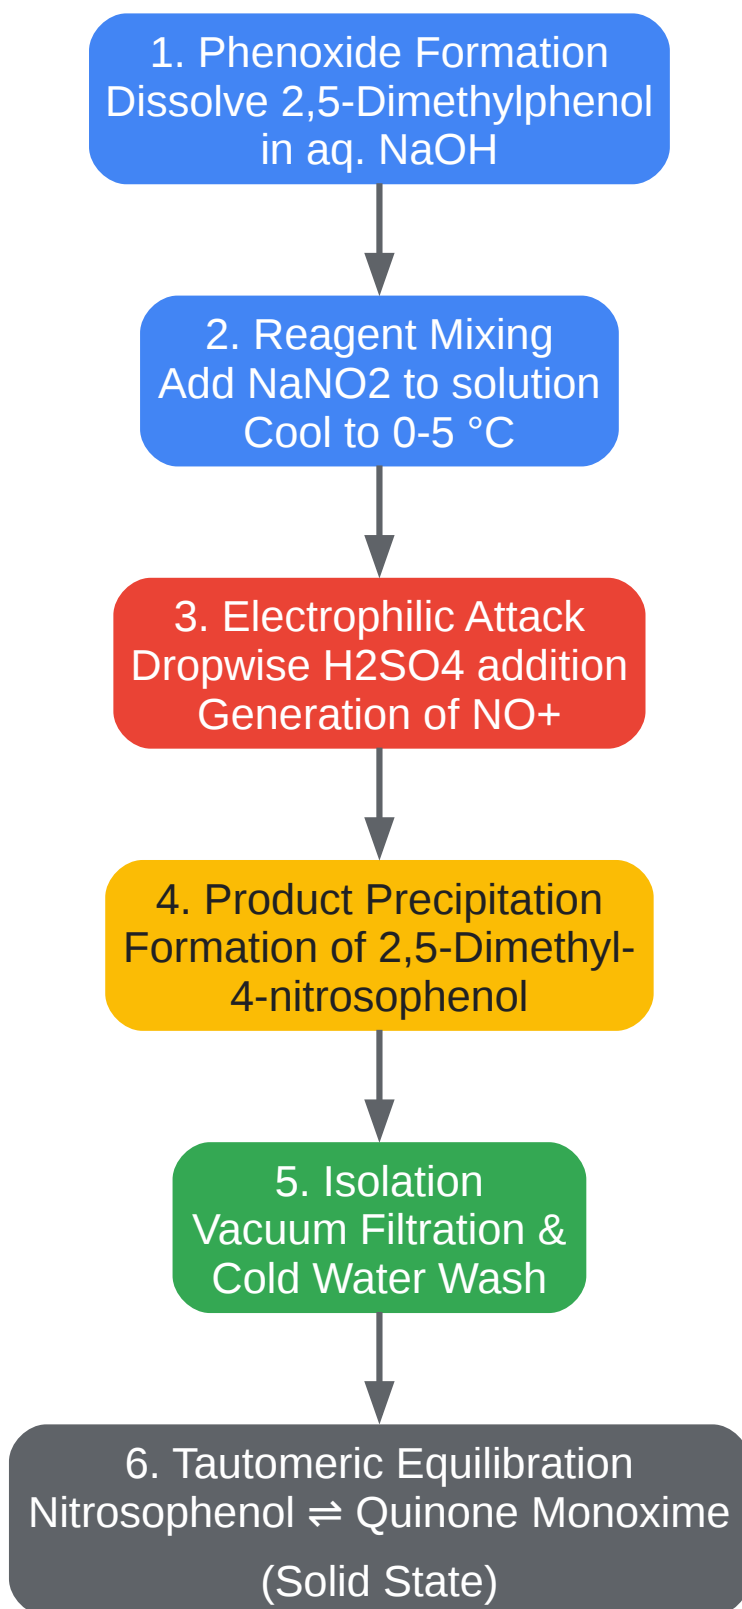 1. Phenoxide Formation
Dissolve 2,5-Dimethylphenol
in aq. NaOH
2. Reagent Mixing
Add NaNO2 to solution
Cool to 0-5 °C
3. Electrophilic Attack
Dropwise H2SO4 addition
Generation of NO+
4. Product Precipitation
Formation of 2,5-Dimethyl-
4-nitrosophenol
5. Isolation
Vacuum Filtration &
Cold Water Wash
6. Tautomeric Equilibration
Nitrosophenol ⇌ Quinone Monoxime
(Solid State)